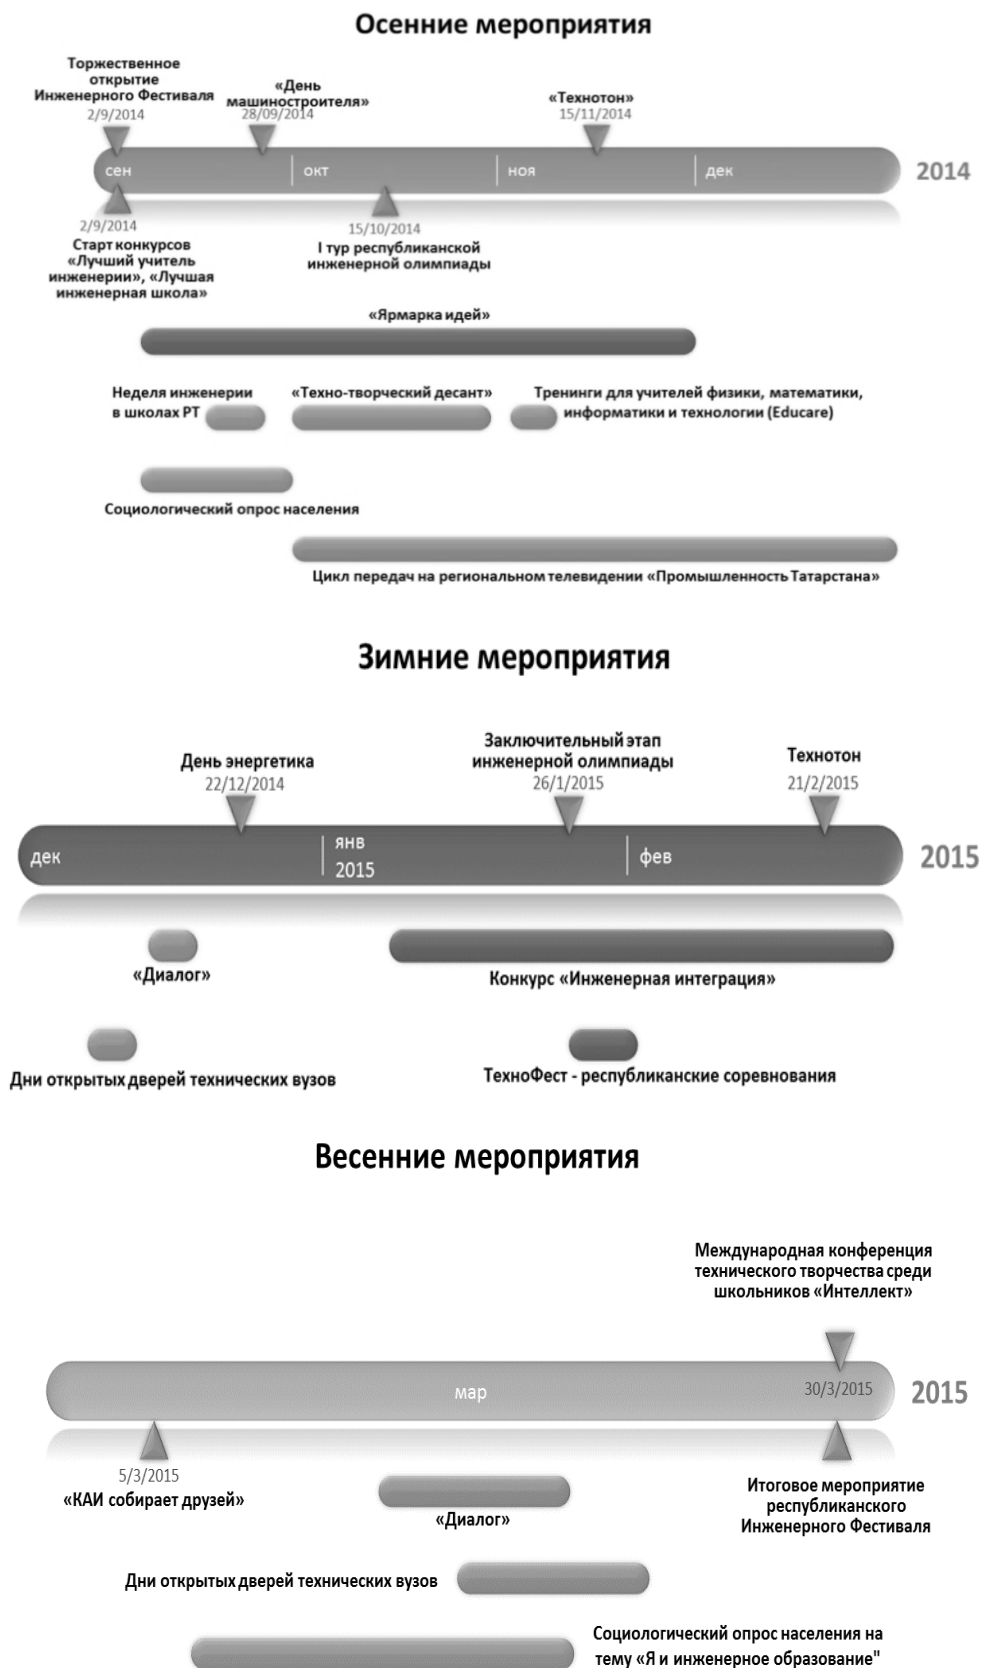 Осенние мероприятия
Торжественное
открытие
Инженерного Фестиваля
2/9/2014
«День
машиностроителя»
28/09/2014
«Технотон»
15/11/2014
сен
окт
ноя
дек
2014
2/9/2014
Старт конкурсов
«Лучший учитель
инженерии», «Лучшая
инженерная школа»
15/10/2014
I тур республиканской
инженерной олимпиады
«Ярмарка идей»
Неделя инженерии
в школах РТ
«Техно-творческий десант»
Тренинги для учителей физики, математики,
информатики и технологии (Educare)
Социологический опрос населения
Цикл передач на региональном телевидении «Промышленность Татарстана»
Зимние мероприятия
День энергетика
22/12/2014
Заключительный этап
инженерной олимпиады
26/1/2015
Технотон
21/2/2015
дек
янв
2015
фев
2015
«Диалог»
Конкурс «Инженерная интеграция»
Дни открытых дверей технических вузов
ТехноФест - республиканские соревнования
Весенние мероприятия
Международная конференция
технического творчества среди
школьников «Интеллект»
мар
30/3/2015
2015
5/3/2015
«КАИ собирает друзей»
«Диалог»
Итоговое мероприятие
республиканского
Инженерного Фестиваля
Дни открытых дверей технических вузов
Социологический опрос населения на
тему «Я и инженерное образование"